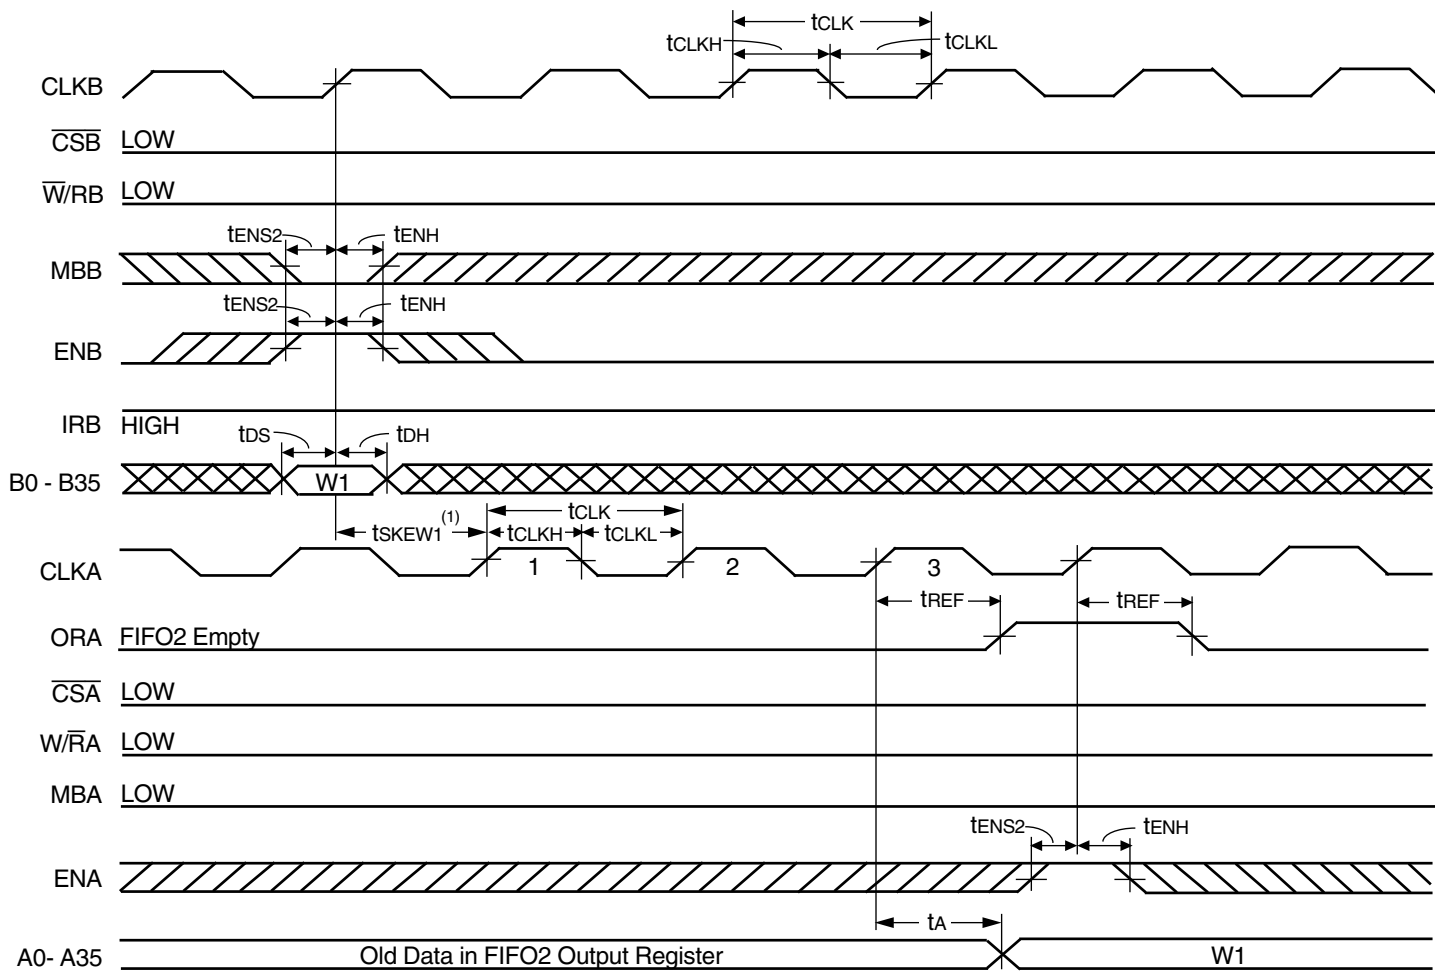 tCLK
tCLKH
tCLKL
CLKB
CSB LOW
W/RB LOW
tENS2 tENH
MBB
tENS2 tENH
ENB
IRB HIGH
tDS tDH
B0 - B35 W1
tSKEW1(1) tCLK
tCLKH tCLKL
CLKA 1 2 3
tREF tREF
ORA FIFO2 Empty
CSA LOW
W/RA LOW
MBA LOW
tENS2 tENH
ENA
tA
A0- A35 Old Data in FIFO2 Output Register W1